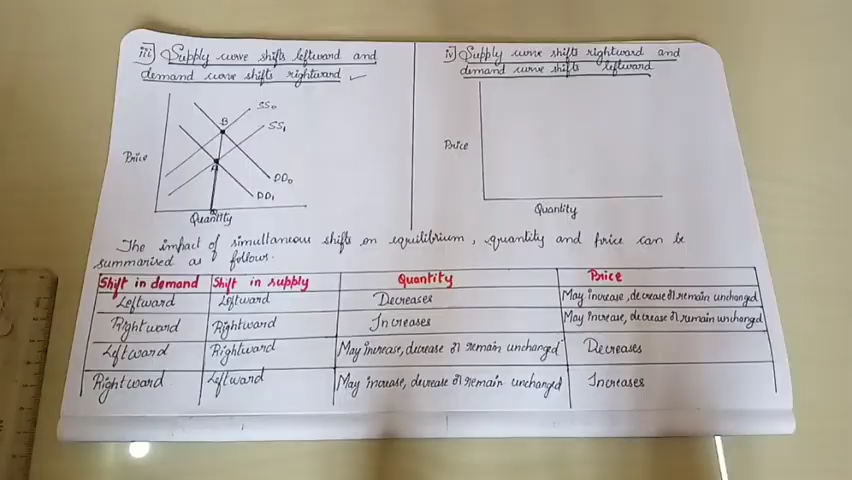 iii] Supply curve shifts leftward and
demand curve shifts rightward
SS0
B
SS1
Price
A
DD0
DD1
Quantity
iv] Supply curve shifts rightward and
demand curve shifts leftward
Price
Quantity
The impact of simultaneous shifts on equilibrium, quantity and price can be
summarised as follows.
Shift in demand Shift in supply Quantity Price
Leftward Leftward Decreases May increase, decrease or remain unchanged
Rightward Rightward Increases May increase, decrease or remain unchanged
Leftward Rightward May increase, decrease or remain unchanged Decreases
Rightward Leftward May increase, decrease or remain unchanged Increases